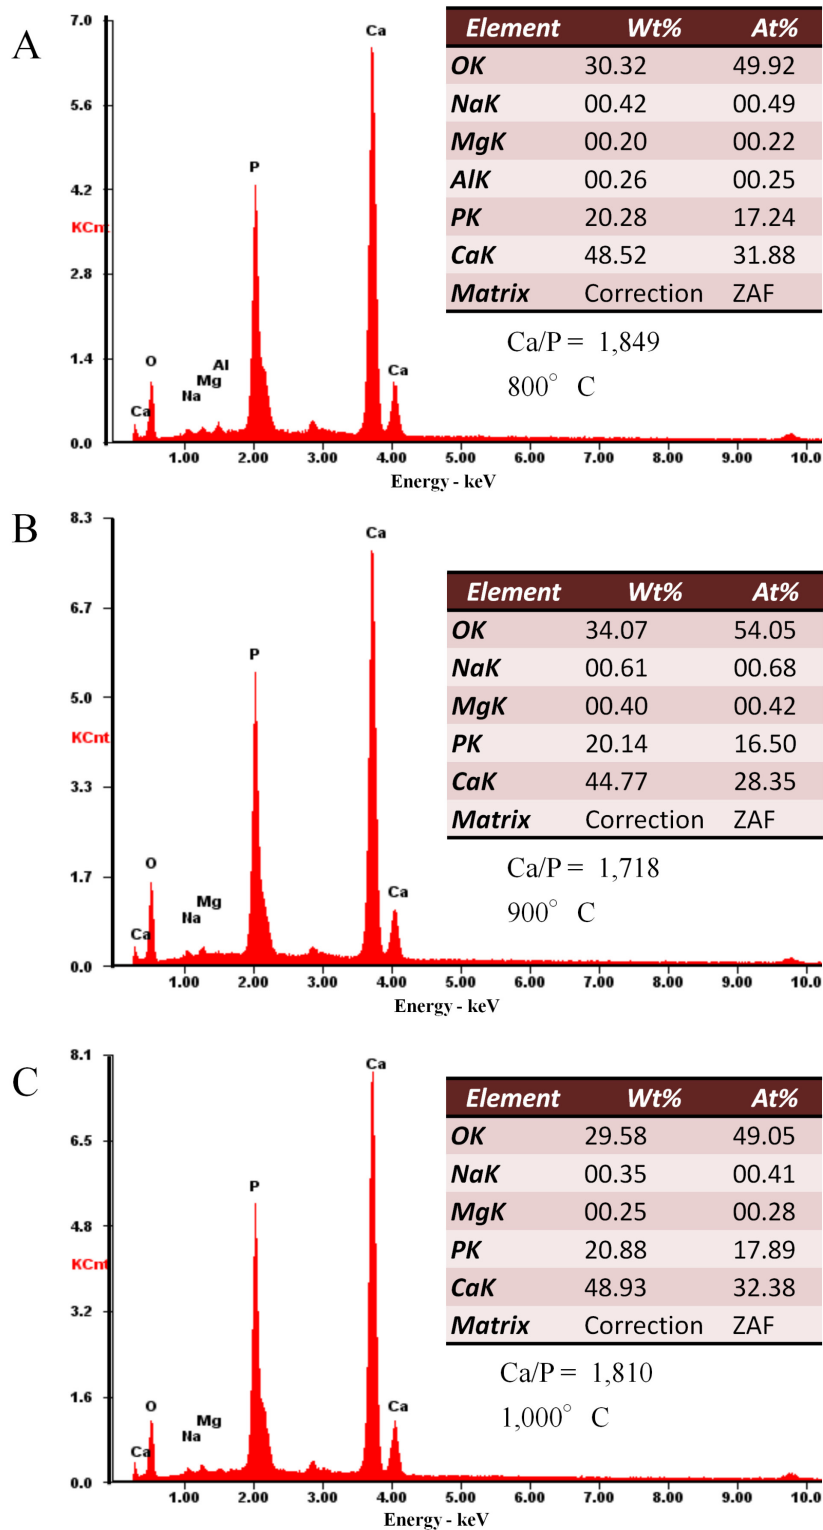 A
7.0
5.6
4.2
KCnt
2.8
1.4
0.0
Ca
O
Na
Mg
Al
P
Ca
Ca
1.00 2.00 3.00 4.00 5.00 6.00 7.00 8.00 9.00 10.0
Energy - keV
Element Wt% At%
OK 30.32 49.92
NaK 00.42 00.49
MgK 00.20 00.22
AlK 00.26 00.25
PK 20.28 17.24
CaK 48.52 31.88
Matrix Correction ZAF
Ca/P = 1,849
800° C
B
8.3
6.7
5.0
KCnt
3.3
1.7
0.0
Ca
O
Na
Mg
P
Ca
Ca
1.00 2.00 3.00 4.00 5.00 6.00 7.00 8.00 9.00 10.0
Energy - keV
Element Wt% At%
OK 34.07 54.05
NaK 00.61 00.68
MgK 00.40 00.42
PK 20.14 16.50
CaK 44.77 28.35
Matrix Correction ZAF
Ca/P = 1,718
900° C
C
8.1
6.5
4.8
KCnt
3.2
1.6
0.0
Ca
O
Na
Mg
P
Ca
Ca
1.00 2.00 3.00 4.00 5.00 6.00 7.00 8.00 9.00 10.0
Energy - keV
Element Wt% At%
OK 29.58 49.05
NaK 00.35 00.41
MgK 00.25 00.28
PK 20.88 17.89
CaK 48.93 32.38
Matrix Correction ZAF
Ca/P = 1,810
1,000° C